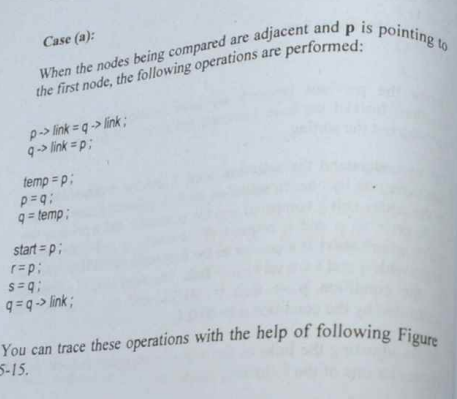 Case (a):
When the nodes being compared are adjacent and p is pointing to
the first node, the following operations are performed:
p -> link = q -> link ;
q -> link = p ;
temp = p ;
p = q ;
q = temp ;
start = p ;
r = p ;
s = q ;
q = q -> link ;
You can trace these operations with the help of following Figure
5-15.